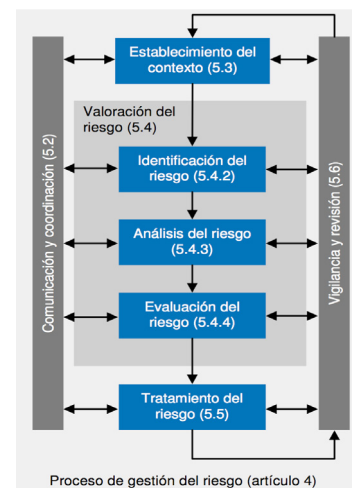 Establecimiento del
contexto (5.3)
Valoración del
riesgo (5.4)
Identificación del
riesgo (5.4.2)
Análisis del riesgo
(5.4.3)
Evaluación del
riesgo (5.4.4)
Tratamiento del
riesgo (5.5)
Comunicación y coordinación (5.2)
Vigilancia y revisión (5.6)
Proceso de gestión del riesgo (artículo 4)